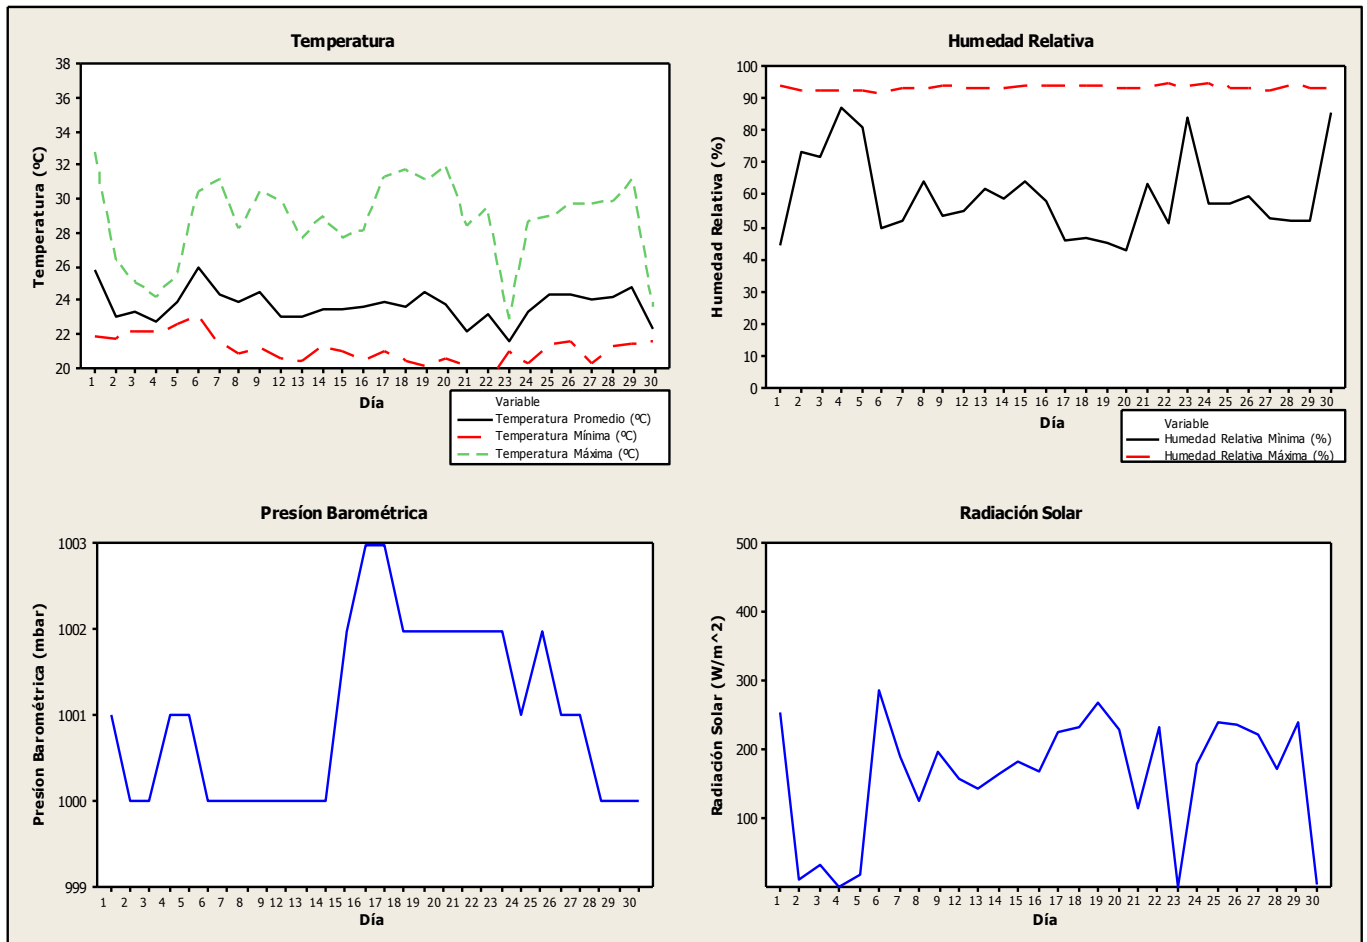 Temperatura
38
36
34
32
30
28
26
24
22
20
Temperatura (ºC)
1 2 3 4 5 6 7 8 9 12 13 14 15 16 17 18 19 20 21 22 23 24 25 26 27 28 29 30
Día
Variable
Temperatura Promedio (ºC)
Temperatura Mínima (ºC)
Temperatura Máxima (ºC)
Humedad Relativa
100
90
80
70
60
50
40
30
20
10
0
Humedad Relativa (%)
1 2 3 4 5 6 7 8 9 12 13 14 15 16 17 18 19 20 21 22 23 24 25 26 27 28 29 30
Día
Variable
Humedad Relativa Mìnima (%)
Humedad Relativa Máxima (%)
Presíon Barométrica
1003
1002
1001
1000
999
Presíon Barométrica (mbar)
1 2 3 4 5 6 7 8 9 12 13 14 15 16 17 18 19 20 21 22 23 24 25 26 27 28 29 30
Día
Radiación Solar
500
400
300
200
100
Radiación Solar (W/m^2)
1 2 3 4 5 6 7 8 9 12 13 14 15 16 17 18 19 20 21 22 23 24 25 26 27 28 29 30
Día